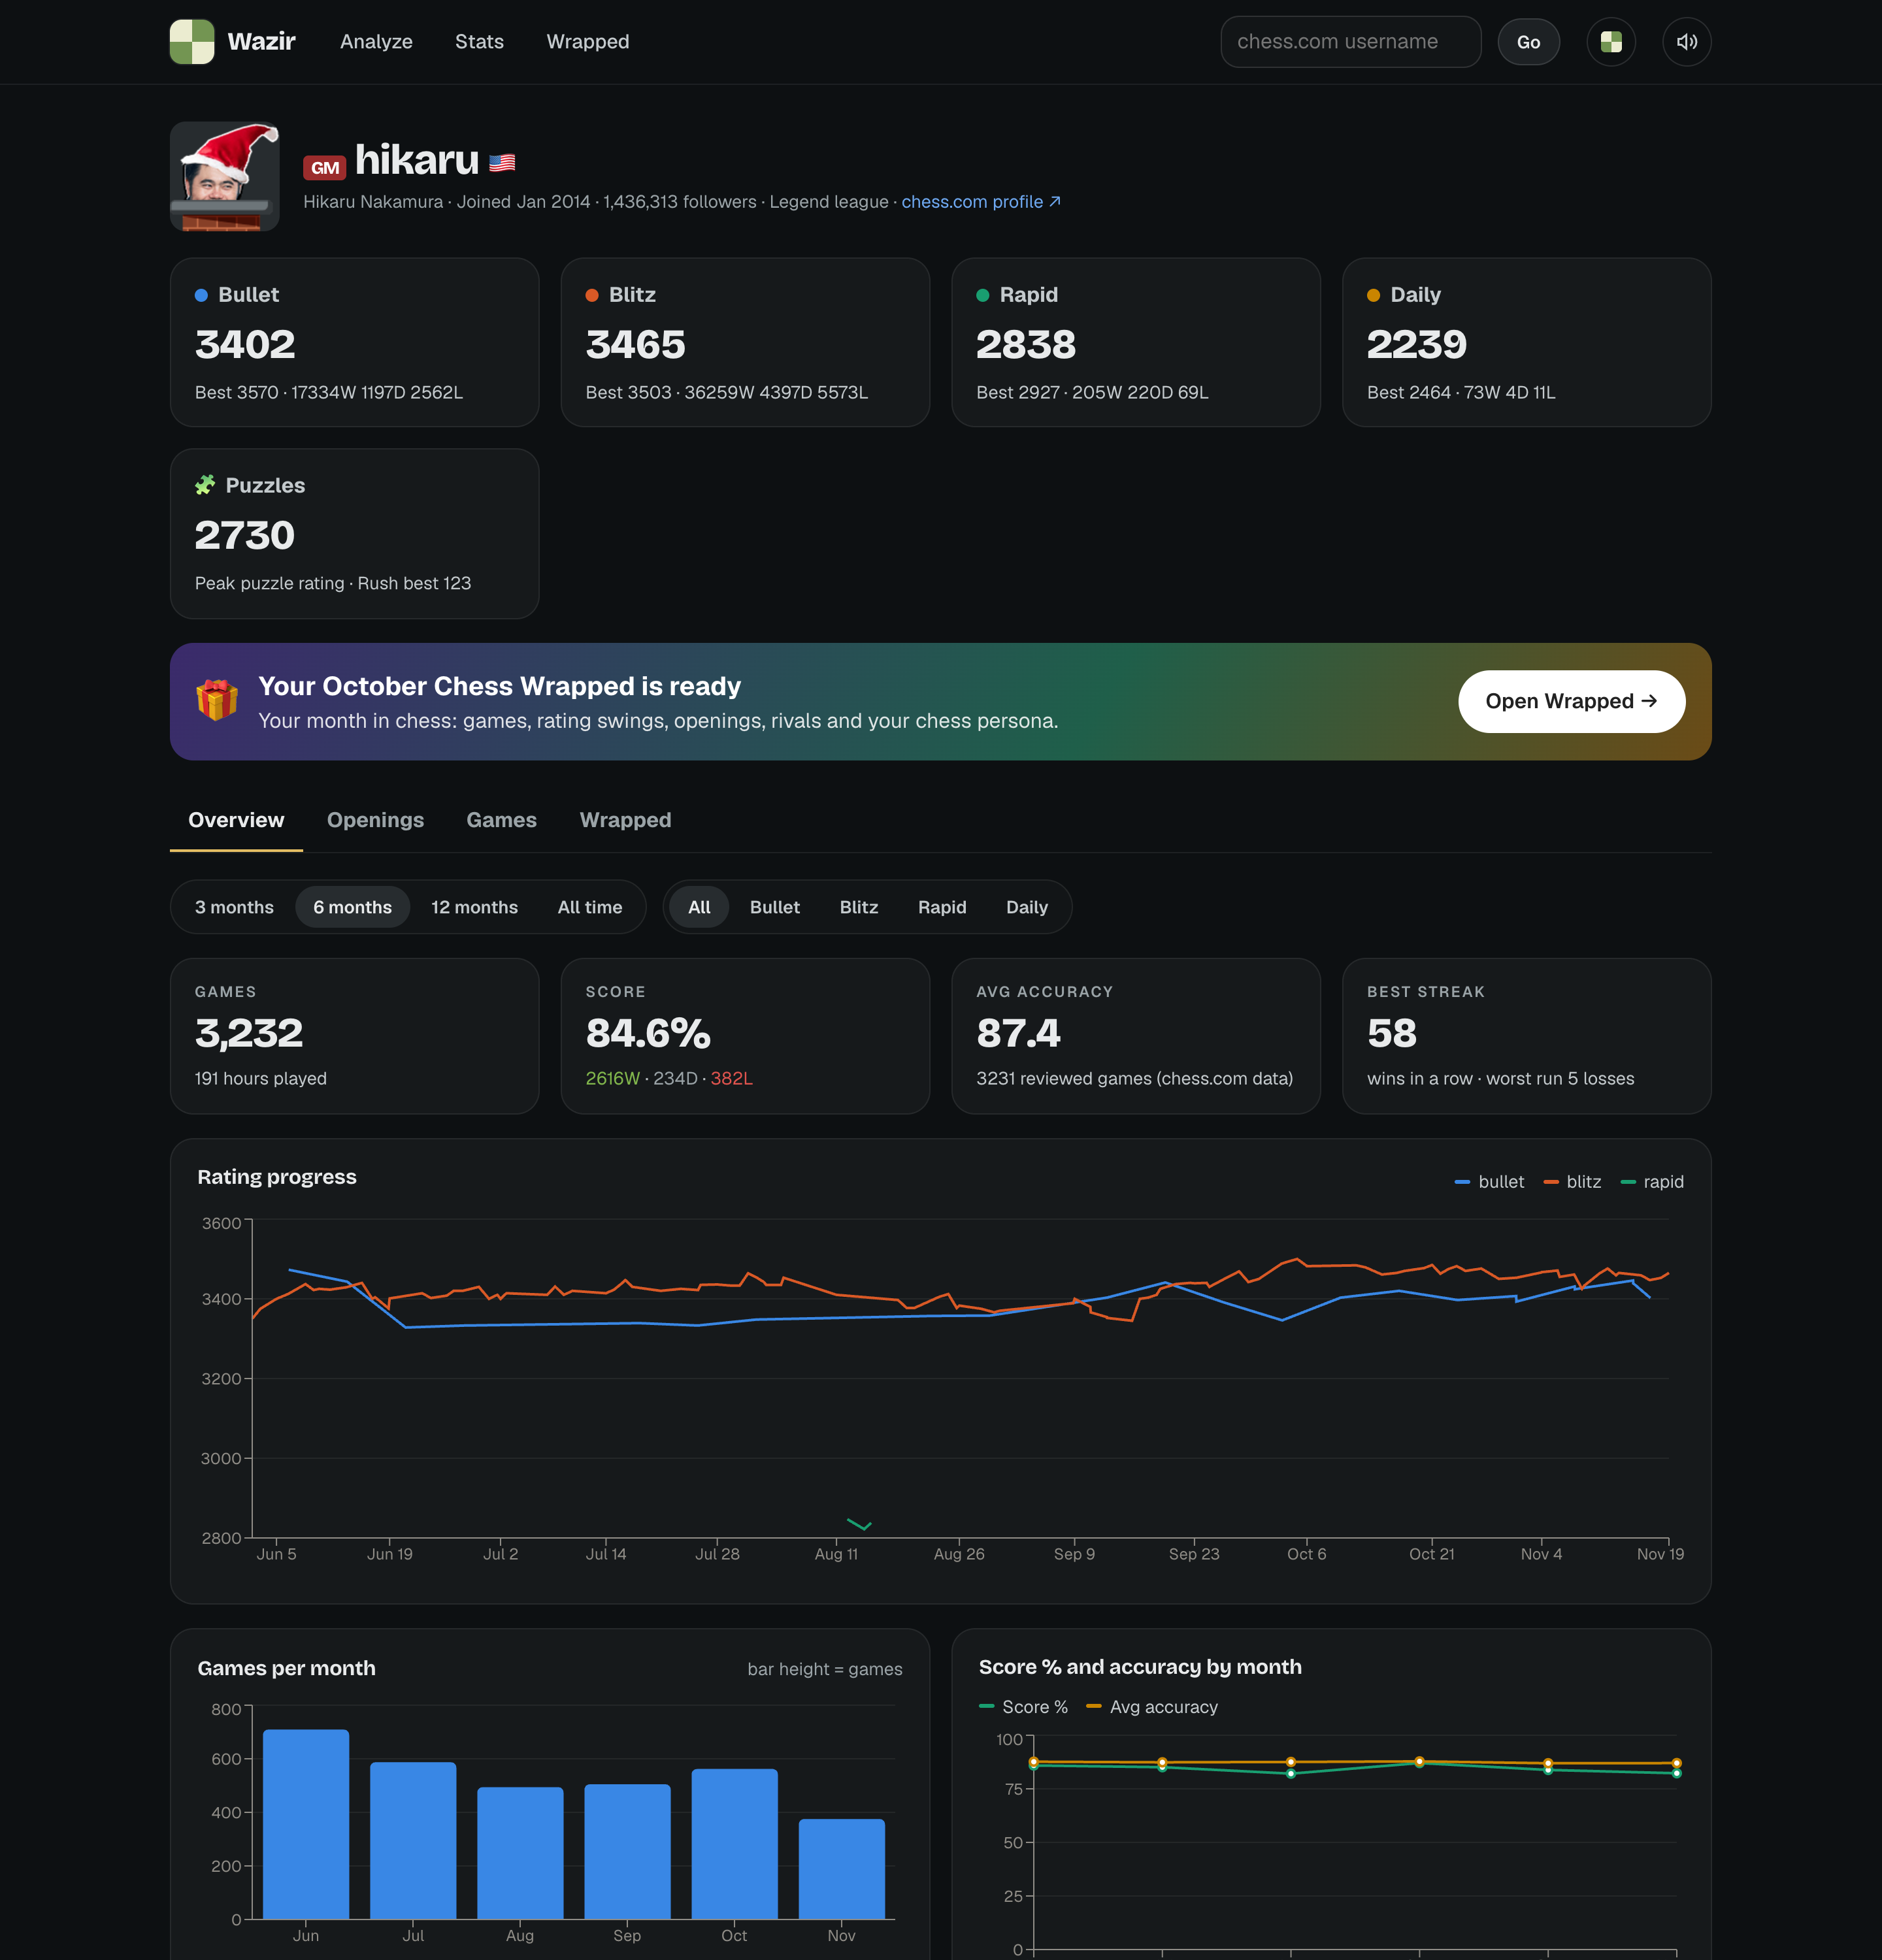 Wazir Analyze Stats Wrapped chess.com username Go
GM hikaru
Hikaru Nakamura · Joined Jan 2014 · 1,436,313 followers · Legend league · chess.com profile ↗
Bullet
3402
Best 3570 · 17334W 1197D 2562L
Blitz
3465
Best 3503 · 36259W 4397D 5573L
Rapid
2838
Best 2927 · 205W 220D 69L
Daily
2239
Best 2464 · 73W 4D 11L
Puzzles
2730
Peak puzzle rating · Rush best 123
Your October Chess Wrapped is ready
Your month in chess: games, rating swings, openings, rivals and your chess persona.
Open Wrapped →
Overview Openings Games Wrapped
3 months 6 months 12 months All time All Bullet Blitz Rapid Daily
GAMES
3,232
191 hours played
SCORE
84.6%
2616W · 234D · 382L
AVG ACCURACY
87.4
3231 reviewed games (chess.com data)
BEST STREAK
58
wins in a row · worst run 5 losses
Rating progress
bullet blitz rapid
3600
3400
3200
3000
2800
Jun 5 Jun 19 Jul 2 Jul 14 Jul 28 Aug 11 Aug 26 Sep 9 Sep 23 Oct 6 Oct 21 Nov 4 Nov 19
Games per month
bar height = games
800
600
400
200
0
Jun Jul Aug Sep Oct Nov
Score % and accuracy by month
Score % Avg accuracy
100
75
50
25
0